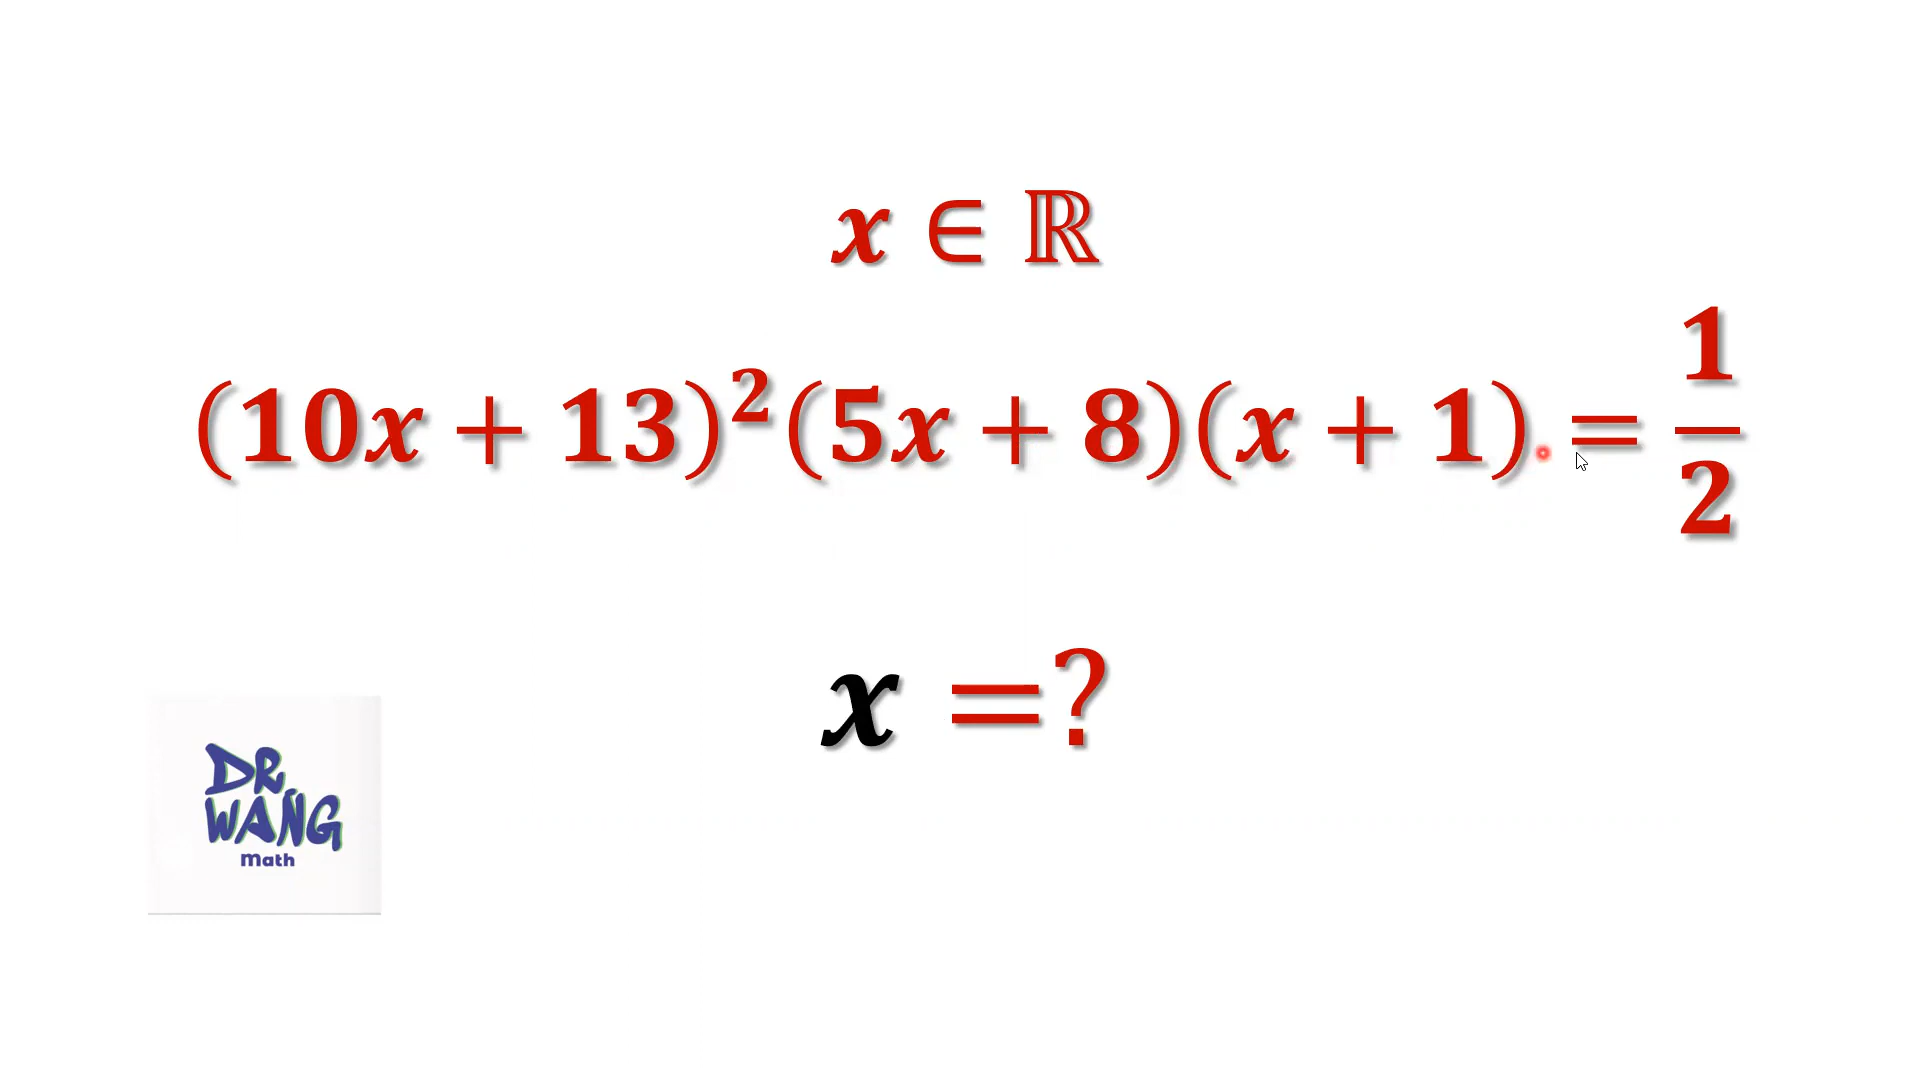 x ∈ ℝ
(10x + 13)²(5x + 8)(x + 1) = 1/2
x =?
DR
WANG
math